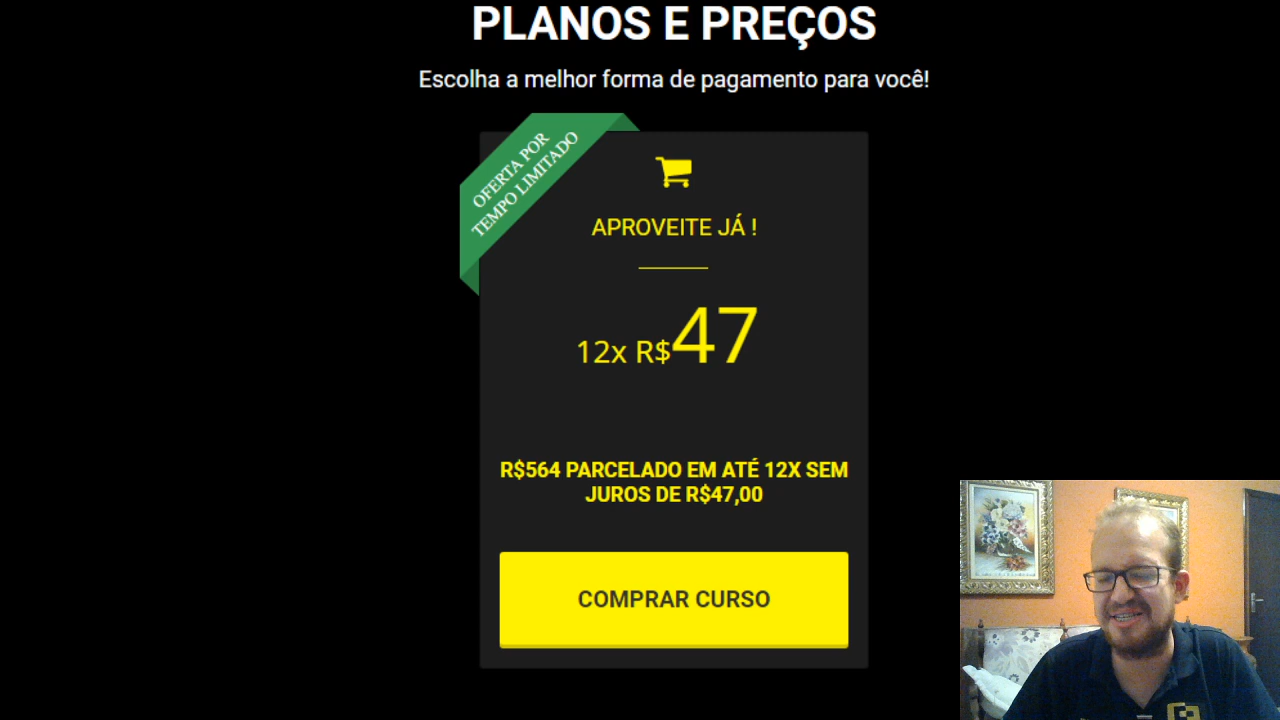 PLANOS E PREÇOS
Escolha a melhor forma de pagamento para você!
OFERTA POR
TEMPO LIMITADO
APROVEITE JÁ !
12x R$47
R$564 PARCELADO EM ATÉ 12X SEM
JUROS DE R$47,00
COMPRAR CURSO